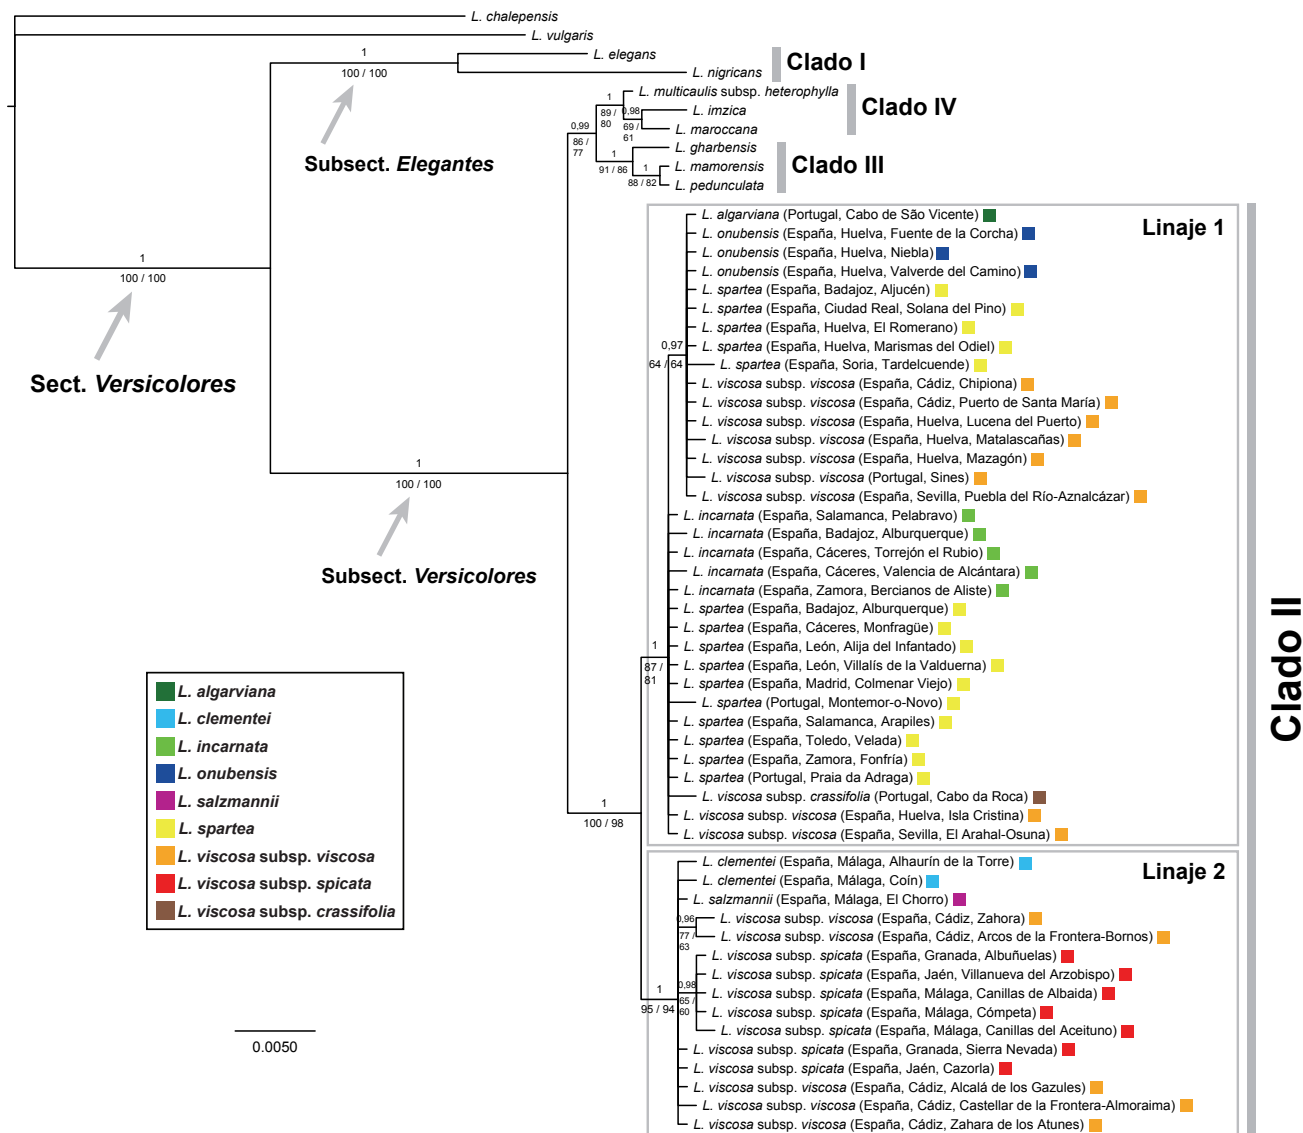 L. chalepensis
L. vulgaris
L. elegans
L. nigricans
Clado I
1
100 / 100
Subsect. Elegantes
L. multicaulis subsp. heterophylla
L. imzica
L. maroccana
Clado IV
1
89 /
80
0,98
69 /
61
0,99
86 /
77
L. gharbensis
L. mamorensis
L. pedunculata
Clado III
1
91 / 86
1
88 / 82
1
100 / 100
Sect. Versicolores
1
100 / 100
Subsect. Versicolores
Linaje 1
L. algarviana (Portugal, Cabo de São Vicente)
L. onubensis (España, Huelva, Fuente de la Corcha)
L. onubensis (España, Huelva, Niebla)
L. onubensis (España, Huelva, Valverde del Camino)
L. spartea (España, Badajoz, Aljucén)
L. spartea (España, Ciudad Real, Solana del Pino)
L. spartea (España, Huelva, El Romerano)
L. spartea (España, Huelva, Marismas del Odiel)
L. spartea (España, Soria, Tardelcuende)
L. viscosa subsp. viscosa (España, Cádiz, Chipiona)
L. viscosa subsp. viscosa (España, Cádiz, Puerto de Santa María)
L. viscosa subsp. viscosa (España, Huelva, Lucena del Puerto)
L. viscosa subsp. viscosa (España, Huelva, Matalascañas)
L. viscosa subsp. viscosa (España, Huelva, Mazagón)
L. viscosa subsp. viscosa (Portugal, Sines)
L. viscosa subsp. viscosa (España, Sevilla, Puebla del Río-Aznalcázar)
0,97
64 / 64
L. incarnata (España, Salamanca, Pelabravo)
L. incarnata (España, Badajoz, Alburquerque)
L. incarnata (España, Cáceres, Torrejón el Rubio)
L. incarnata (España, Cáceres, Valencia de Alcántara)
L. incarnata (España, Zamora, Bercianos de Aliste)
L. spartea (España, Badajoz, Alburquerque)
L. spartea (España, Cáceres, Monfragüe)
L. spartea (España, León, Alija del Infantado)
L. spartea (España, León, Villalís de la Valduerna)
L. spartea (España, Madrid, Colmenar Viejo)
L. spartea (Portugal, Montemor-o-Novo)
L. spartea (España, Salamanca, Arapiles)
L. spartea (España, Toledo, Velada)
L. spartea (España, Zamora, Fonfría)
L. spartea (Portugal, Praia da Adraga)
L. viscosa subsp. crassifolia (Portugal, Cabo da Roca)
L. viscosa subsp. viscosa (España, Huelva, Isla Cristina)
L. viscosa subsp. viscosa (España, Sevilla, El Arahal-Osuna)
1
87 /
81
1
100 / 98
Clado II
Linaje 2
L. clementei (España, Málaga, Alhaurín de la Torre)
L. clementei (España, Málaga, Coín)
L. salzmannii (España, Málaga, El Chorro)
L. viscosa subsp. viscosa (España, Cádiz, Zahora)
L. viscosa subsp. viscosa (España, Cádiz, Arcos de la Frontera-Bornos)
L. viscosa subsp. spicata (España, Granada, Albuñuelas)
L. viscosa subsp. spicata (España, Jaén, Villanueva del Arzobispo)
L. viscosa subsp. spicata (España, Málaga, Canillas de Albaida)
L. viscosa subsp. spicata (España, Málaga, Cómpeta)
L. viscosa subsp. spicata (España, Málaga, Canillas del Aceituno)
L. viscosa subsp. spicata (España, Granada, Sierra Nevada)
L. viscosa subsp. spicata (España, Jaén, Cazorla)
L. viscosa subsp. viscosa (España, Cádiz, Alcalá de los Gazules)
L. viscosa subsp. viscosa (España, Cádiz, Castellar de la Frontera-Almoraima)
L. viscosa subsp. viscosa (España, Cádiz, Zahara de los Atunes)
0,96
77 /
63
0,98
65 /
60
1
95 / 94
L. algarviana
L. clementei
L. incarnata
L. onubensis
L. salzmannii
L. spartea
L. viscosa subsp. viscosa
L. viscosa subsp. spicata
L. viscosa subsp. crassifolia
0.0050